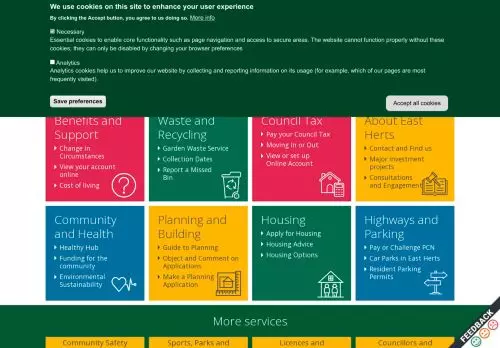 We use cookies on this site to enhance your user experience
By clicking the Accept button, you agree to us doing so. More info
Necessary
Essential cookies to enable core functionality such as page navigation and access to secure areas. The website cannot function properly without these
cookies; they can only be disabled by changing your browser preferences
Analytics
Analytics cookies help us to improve our website by collecting and reporting information on its usage (for example, which of our pages are most
frequently visited).
Save preferences
Accept all cookies
Benefits and
Support
Change in
Circumstances
View your account
online
Cost of living
Waste and
Recycling
Garden Waste Service
Collection Dates
Report a Missed
Bin
Council Tax
Pay your Council Tax
Moving In or Out
View or set up
Online Account
About East
Herts
Contact and Find us
Major investment
projects
Consultations
and Engagement
Community
and Health
Healthy Hub
Funding for the
community
Environmental
Sustainability
Planning and
Building
Guide to Planning
Object and Comment on
Applications
Make a Planning
Application
Housing
Apply for Housing
Housing Advice
Housing Options
Highways and
Parking
Pay or Challenge PCN
Car Parks in East Herts
Resident Parking
Permits
More services
Community Safety
Sports, Parks and
Licences and
Councillors and
FEEDBACK